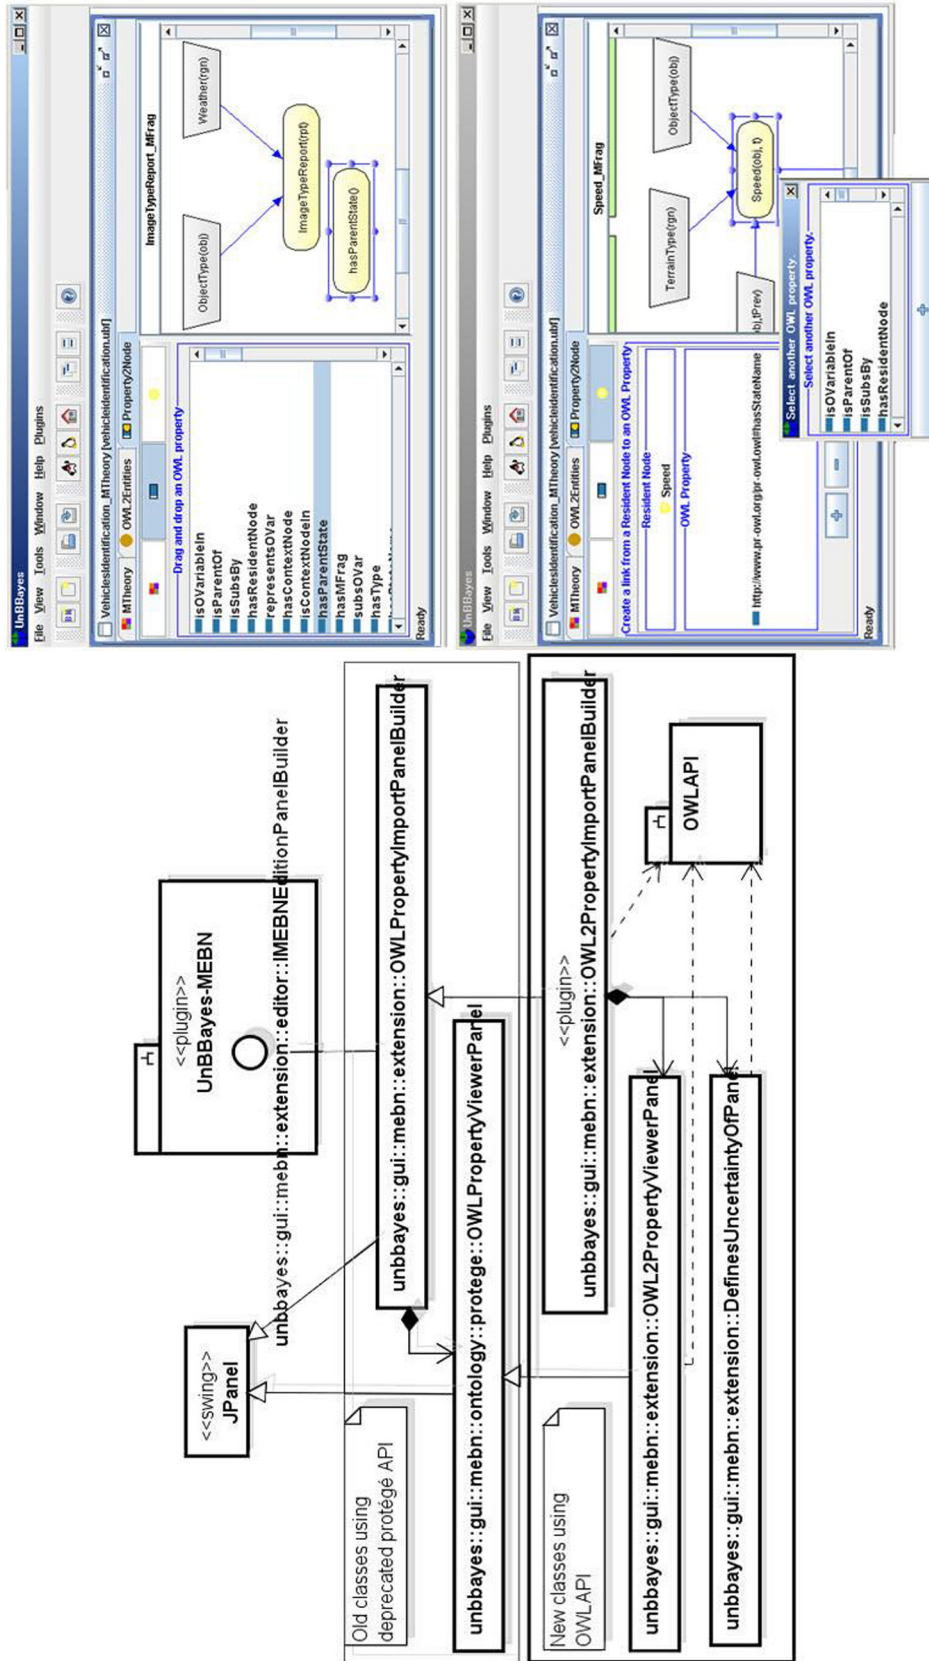 <<swing>>
JPanel
<<plugin>>
UnBBayes-MEBN
unbbayes::gui::mebn::extension::editor::IMEBNEditionPanelBuilder
Old classes using
deprecated protégé API
unbbayes::gui::mebn::extension::OWLPropertyImportPanelBuilder
unbbayes::gui::mebn::ontology::protege::OWLPropertyViewerPanel
New classes using
OWLAPI
<<plugin>>
unbbayes::gui::mebn::extension::OWL2PropertyImportPanelBuilder
unbbayes::gui::mebn::extension::OWL2PropertyViewerPanel
unbbayes::gui::mebn::extension::DefinesUncertaintyOfPanel
OWLAPI
UnBBayes
File View Tools Window Help Plugins
BN
VehiclesIdentification_MTheory [vehicleidentification.ubf]
MTheory OWL2Entities Property2Node
Drag and drop an OWL property
isOVariableIn
isParentOf
isSubsBy
hasResidentNode
representsOVar
hasContextNode
isContextNodeIn
hasParentState
hasMFrag
subsOVar
hasType
Ready
ImageTypeReport_MFrag
ObjectType(obj)
Weather(rgn)
ImageTypeReport(rpt)
hasParentState()
UnBBayes
File View Tools Window Help Plugins
BN
VehiclesIdentification_MTheory [vehicleidentification.ubf]
MTheory OWL2Entities Property2Node
Create a link from a Resident Node to an OWL Property
Resident Node
Speed
OWL Property
http://www.pr-owl.org/pr-owl.owl#hasStateName
Ready
Speed_MFrag
TerrainType(rgn)
ObjectType(obj)
bj,tPrev)
Speed(obj, t)
Select another OWL property.
Select another OWL property.
isOVariableIn
isParentOf
isSubsBy
hasResidentNode